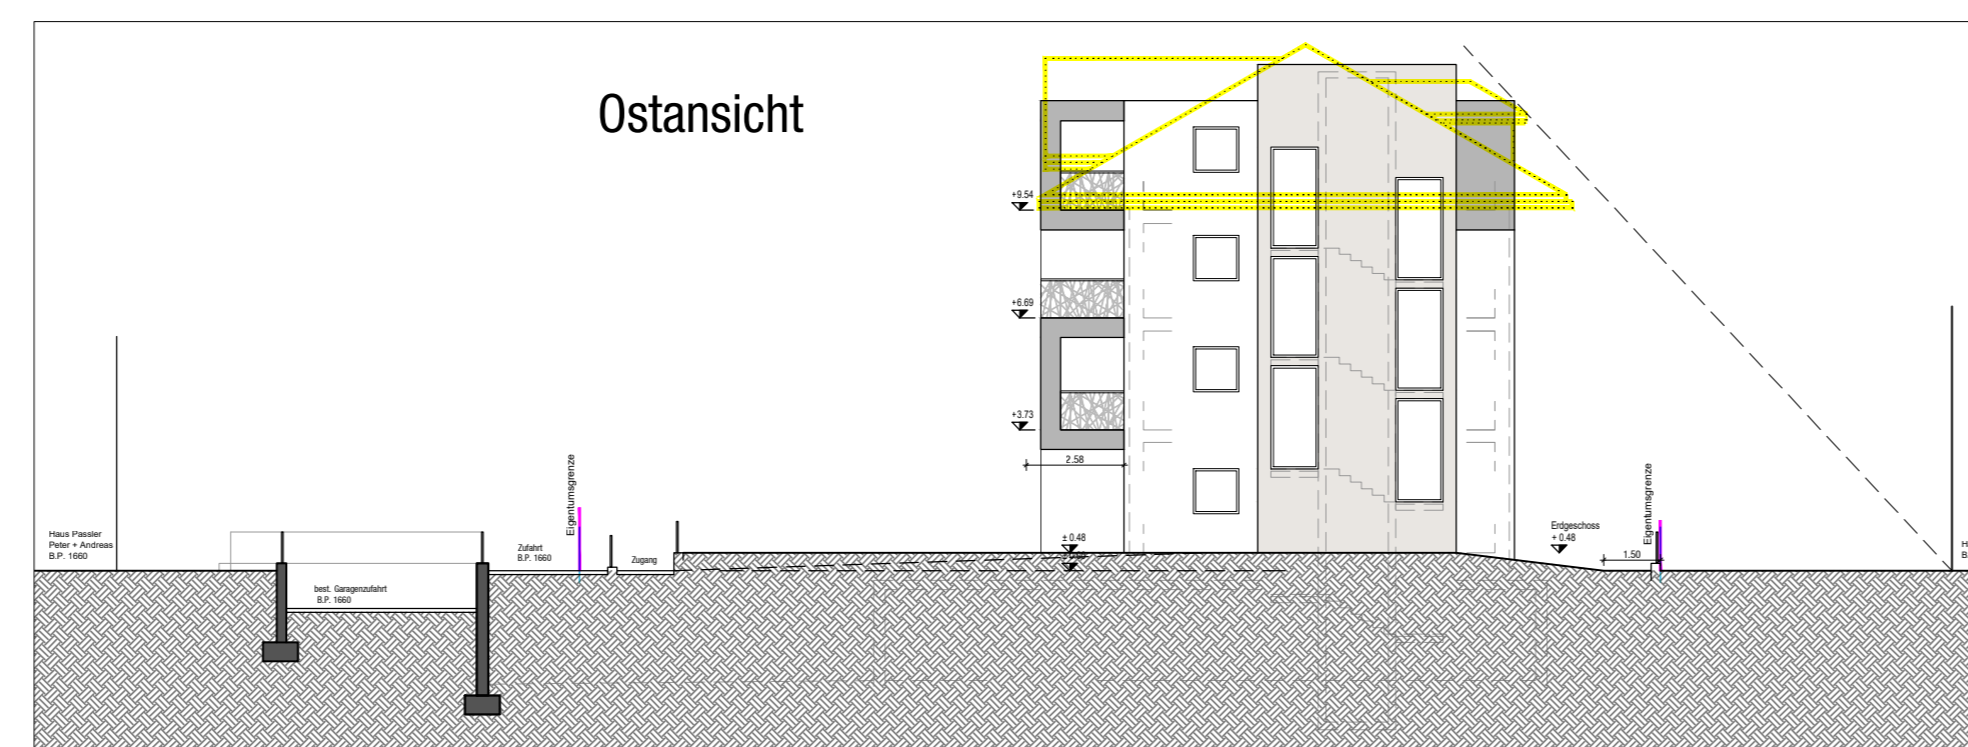 Ostansicht
+9.54
+6.69
+3.73
2.58
± 0.48
Eigentumsgrenze
Haus Passler
Peter + Andreas
B.P. 1660
best. Garagenzufahrt
B.P. 1660
Zufahrt
B.P. 1660
Zugang
Erdgeschoss
+ 0.48
1.50
Eigentumsgrenze
H
B